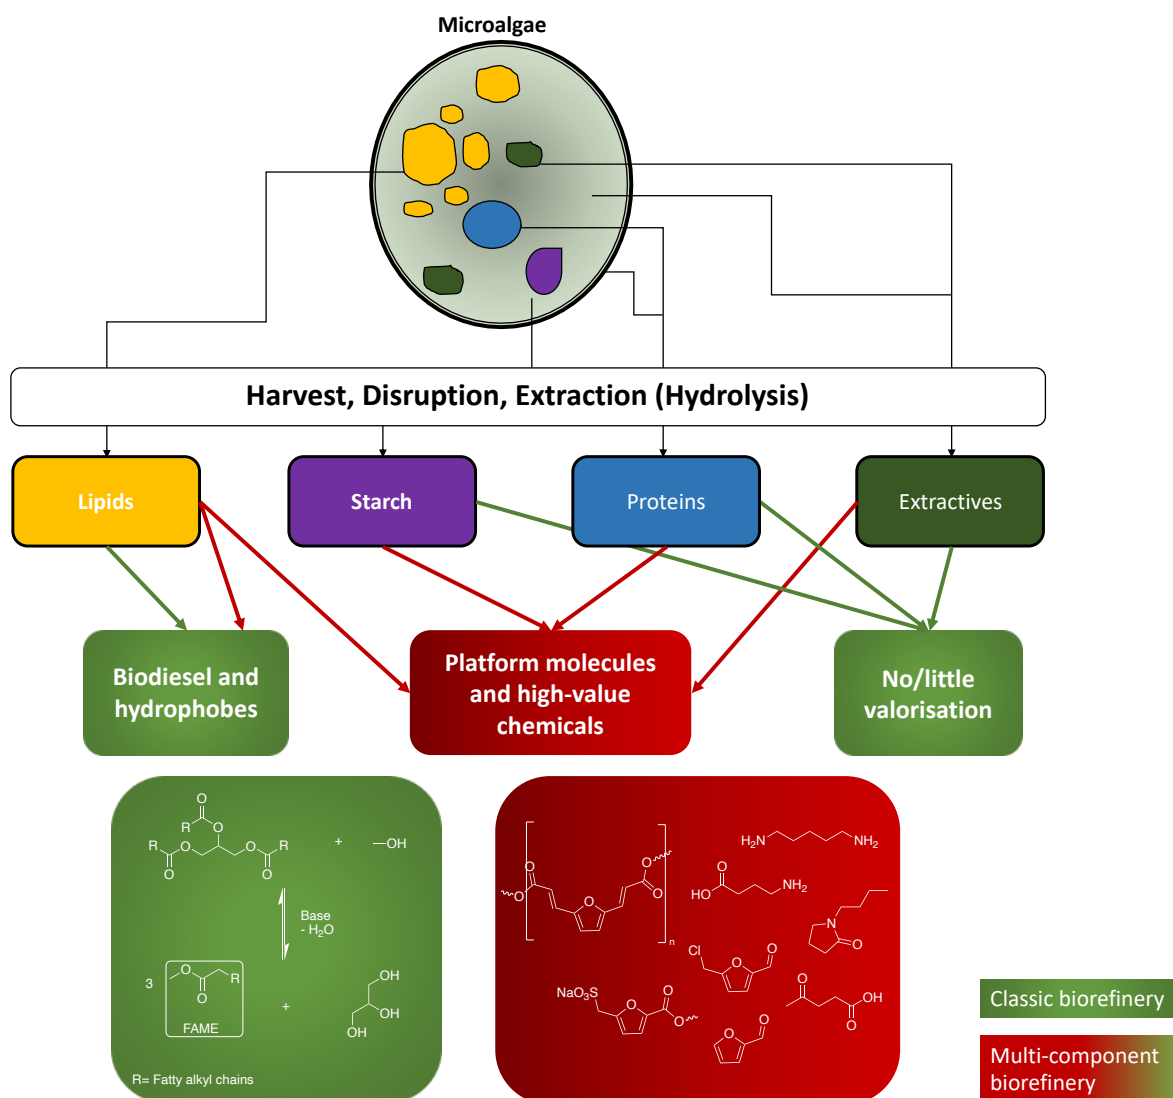 Microalgae
Harvest, Disruption, Extraction (Hydrolysis)
Lipids
Starch
Proteins
Extractives
Biodiesel and
hydrophobes
Platform molecules
and high-value
chemicals
No/little
valorisation
O
R
O
R
O
O
R
O
O
+
—OH
Base
- H₂O
3
O
R
O
FAME
+
OH
OH
OH
R= Fatty alkyl chains
O
O
O
O
O
n
H₂N
NH₂
O
HO
NH₂
N
O
Cl
O
O
NaO₃S
O
O
O
O
O
O
OH
O
Classic biorefinery
Multi-component
biorefinery